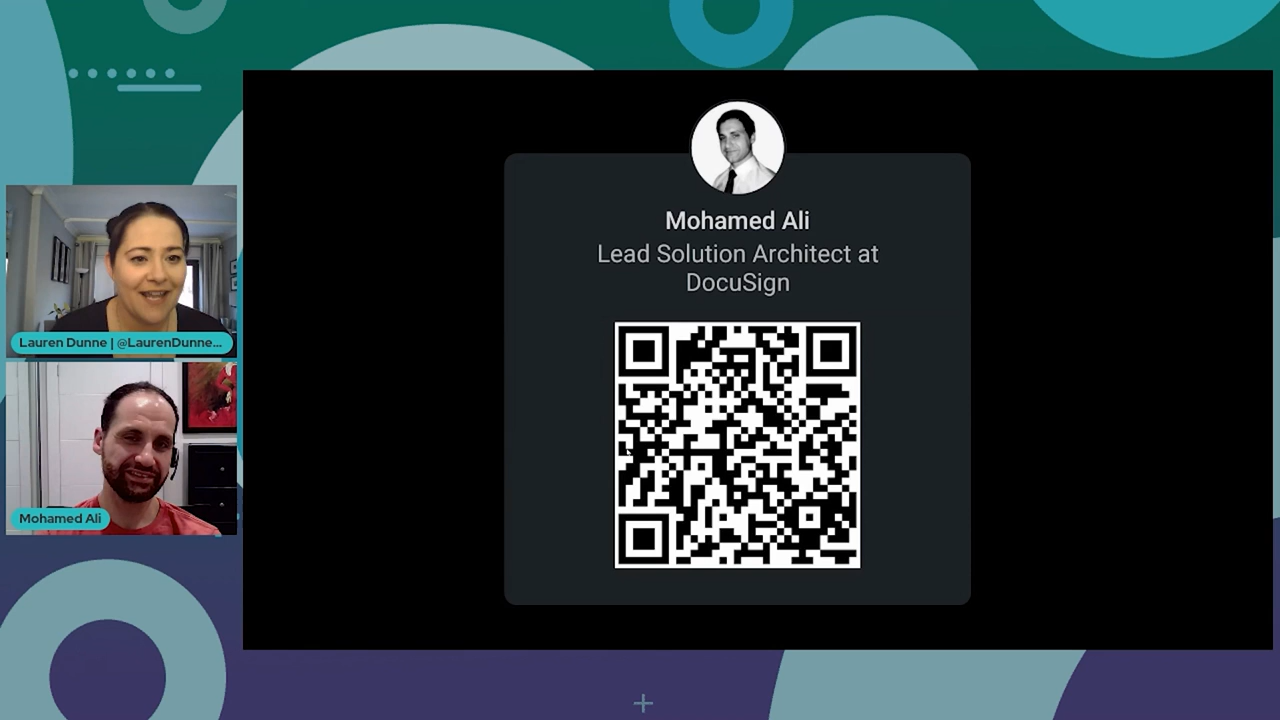 Mohamed Ali
Lead Solution Architect at
DocuSign
Lauren Dunne | @LaurenDunne...
Mohamed Ali